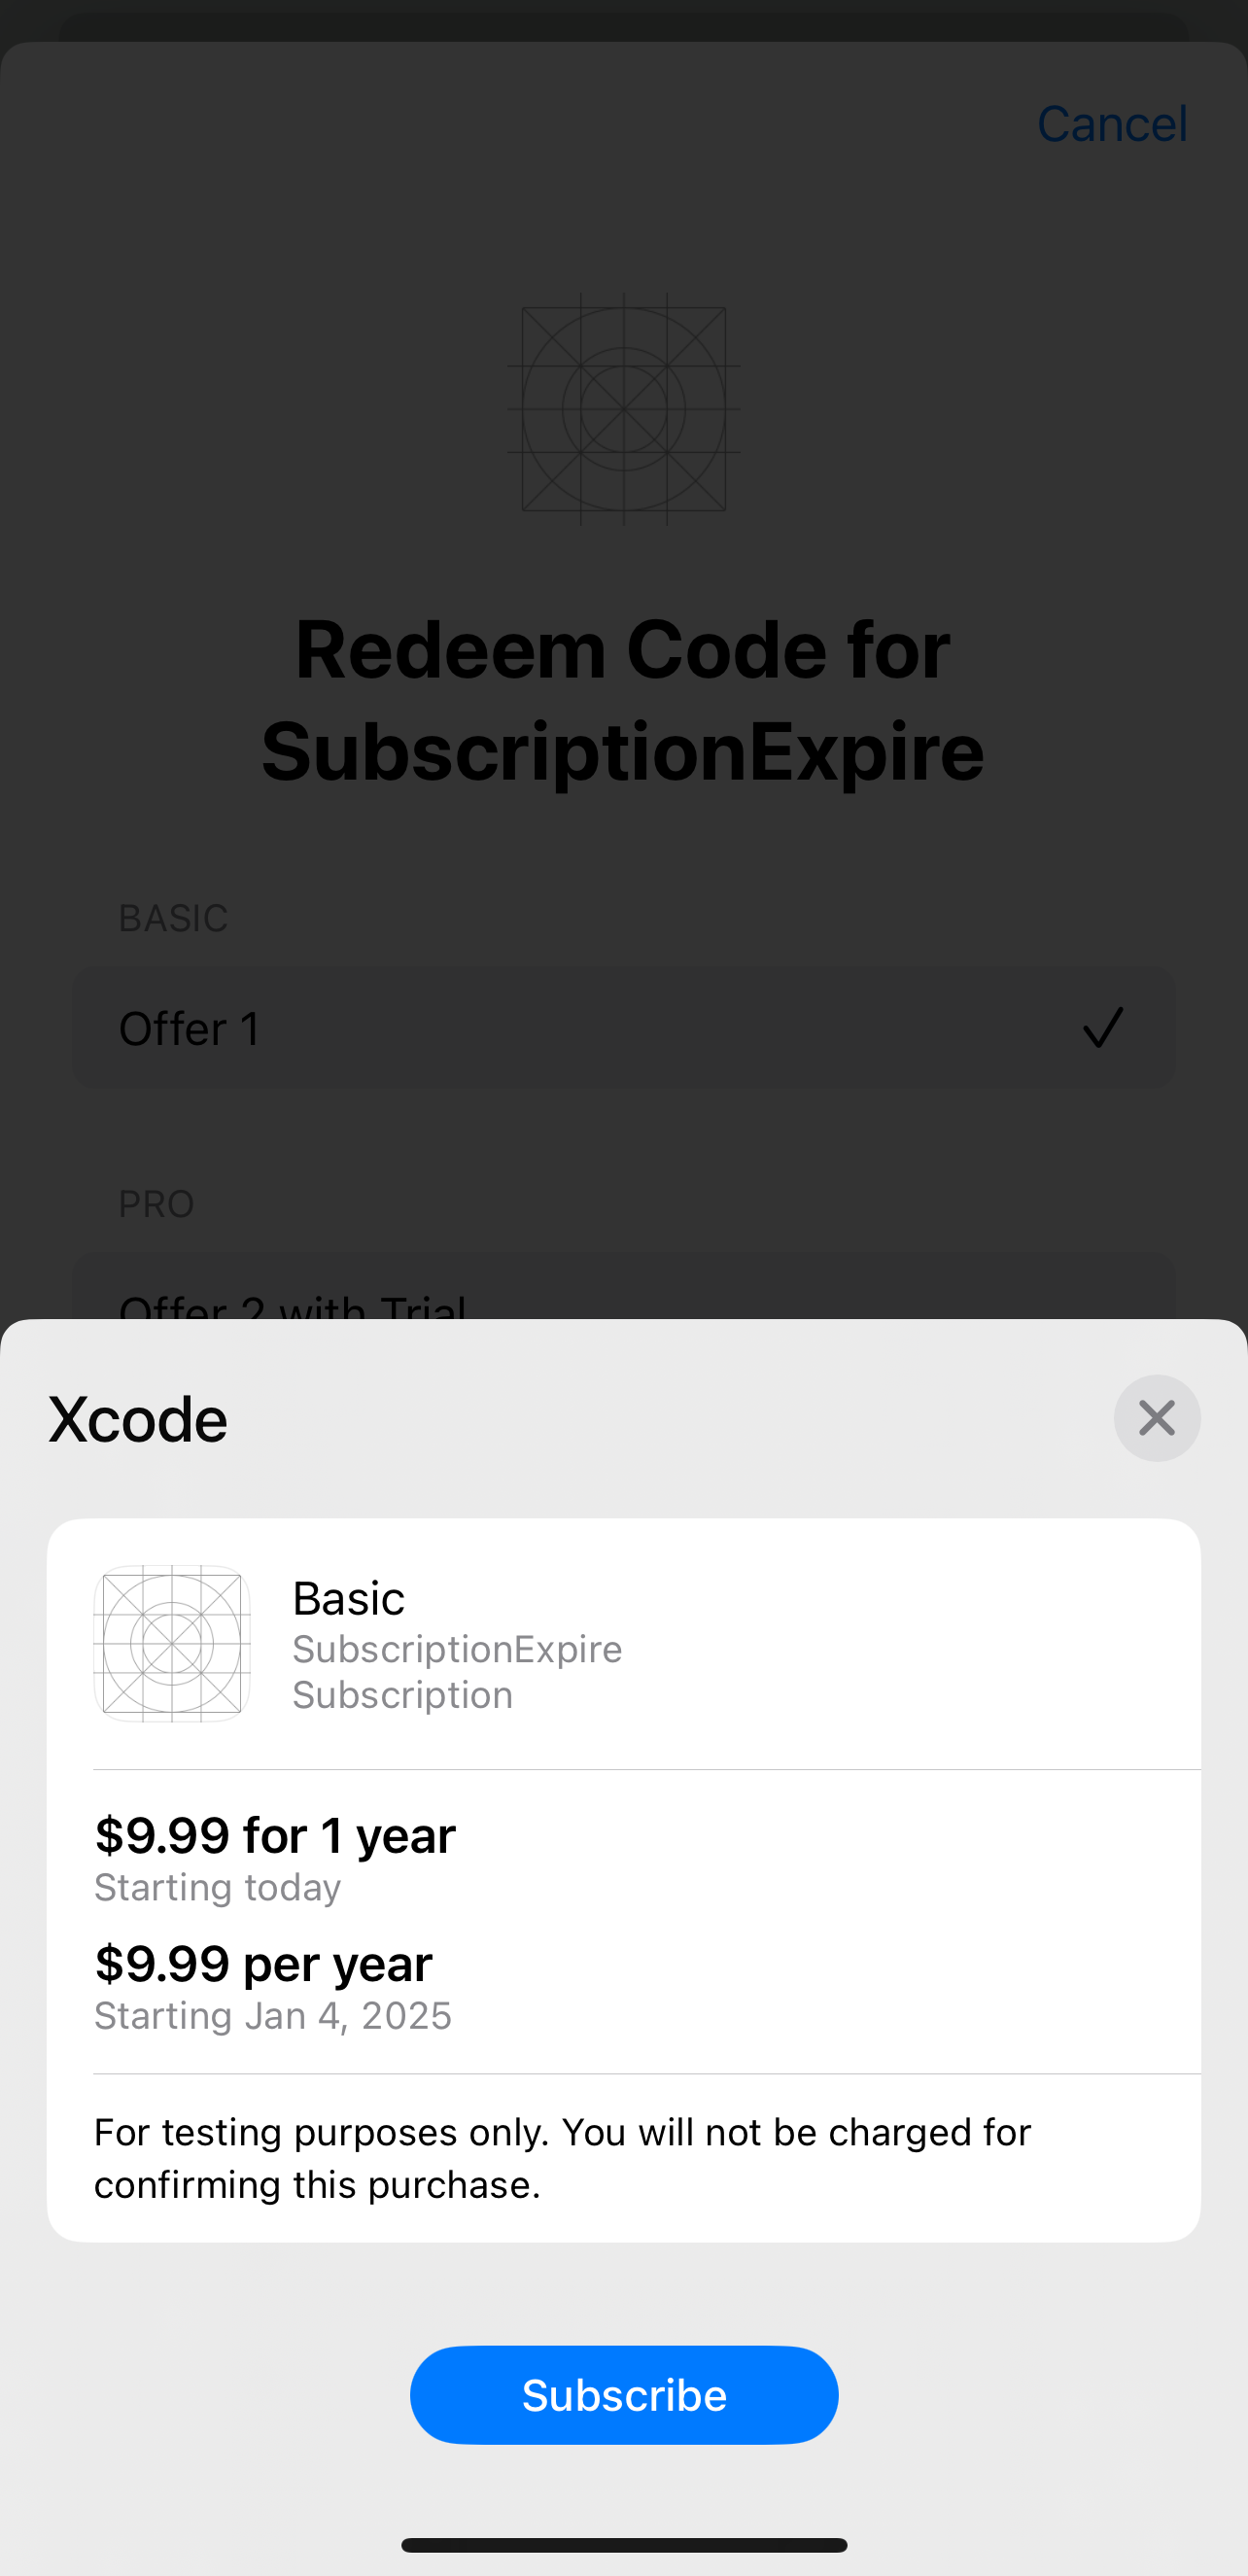 Cancel
Redeem Code for
SubscriptionExpire
BASIC
Offer 1
PRO
Offer 2 with Trial
Xcode
Basic
SubscriptionExpire
Subscription
$9.99 for 1 year
Starting today
$9.99 per year
Starting Jan 4, 2025
For testing purposes only. You will not be charged for
confirming this purchase.
Subscribe